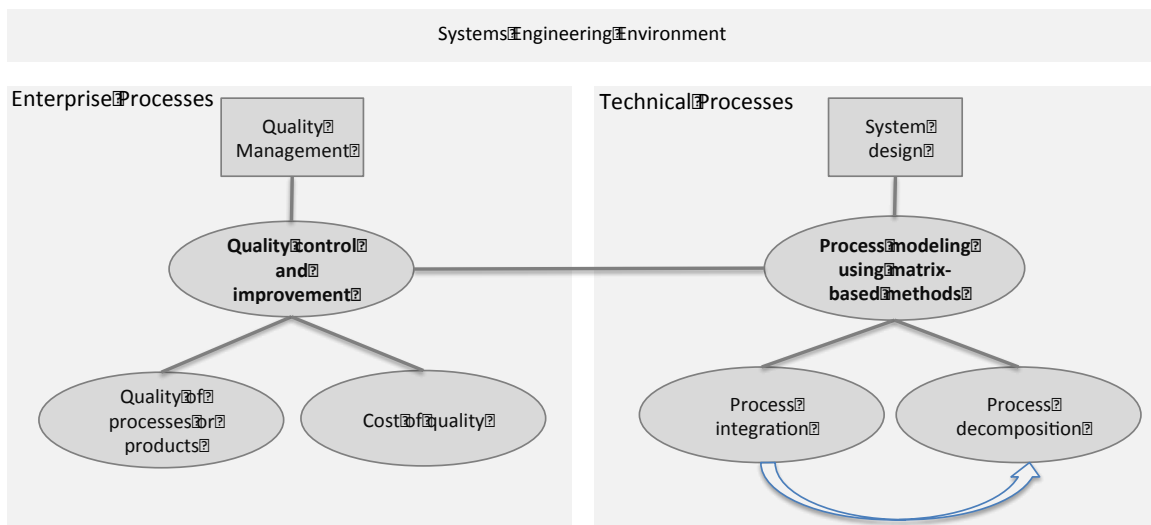 Systems Engineering Environment
Enterprise Processes
Quality
Management
Quality control
and
improvement
Quality of
processes or
products
Cost of quality
Technical Processes
System
design
Process modeling
using matrix-
based methods
Process
integration
Process
decomposition